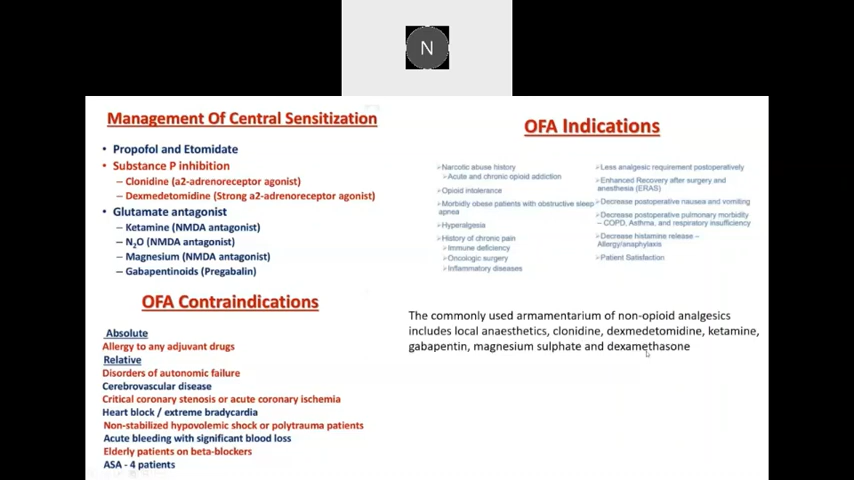 N
Management Of Central Sensitization
• Propofol and Etomidate
• Substance P inhibition
– Clonidine (a2-adrenoreceptor agonist)
– Dexmedetomidine (Strong a2-adrenoreceptor agonist)
• Glutamate antagonist
– Ketamine (NMDA antagonist)
– N₂O (NMDA antagonist)
– Magnesium (NMDA antagonist)
– Gabapentinoids (Pregabalin)
OFA Contraindications
Absolute
Allergy to any adjuvant drugs
Relative
Disorders of autonomic failure
Cerebrovascular disease
Critical coronary stenosis or acute coronary ischemia
Heart block / extreme bradycardia
Non-stabilized hypovolemic shock or polytrauma patients
Acute bleeding with significant blood loss
Elderly patients on beta-blockers
ASA - 4 patients
OFA Indications
➢Narcotic abuse history
➢Acute and chronic opioid addiction
➢Opioid intolerance
➢Morbidly obese patients with obstructive sleep
apnea
➢Hyperalgesia
➢History of chronic pain
➢Immune deficiency
➢Oncologic surgery
➢Inflammatory diseases
➢Less analgesic requirement postoperatively
➢Enhanced Recovery after surgery and
anesthesia (ERAS)
➢Decrease postoperative nausea and vomiting
➢Decrease postoperative pulmonary morbidity
– COPD, Asthma, and respiratory insufficiency
➢Decrease histamine release –
Allergy/anaphylaxis
➢Patient Satisfaction
The commonly used armamentarium of non-opioid analgesics
includes local anaesthetics, clonidine, dexmedetomidine, ketamine,
gabapentin, magnesium sulphate and dexamethasone